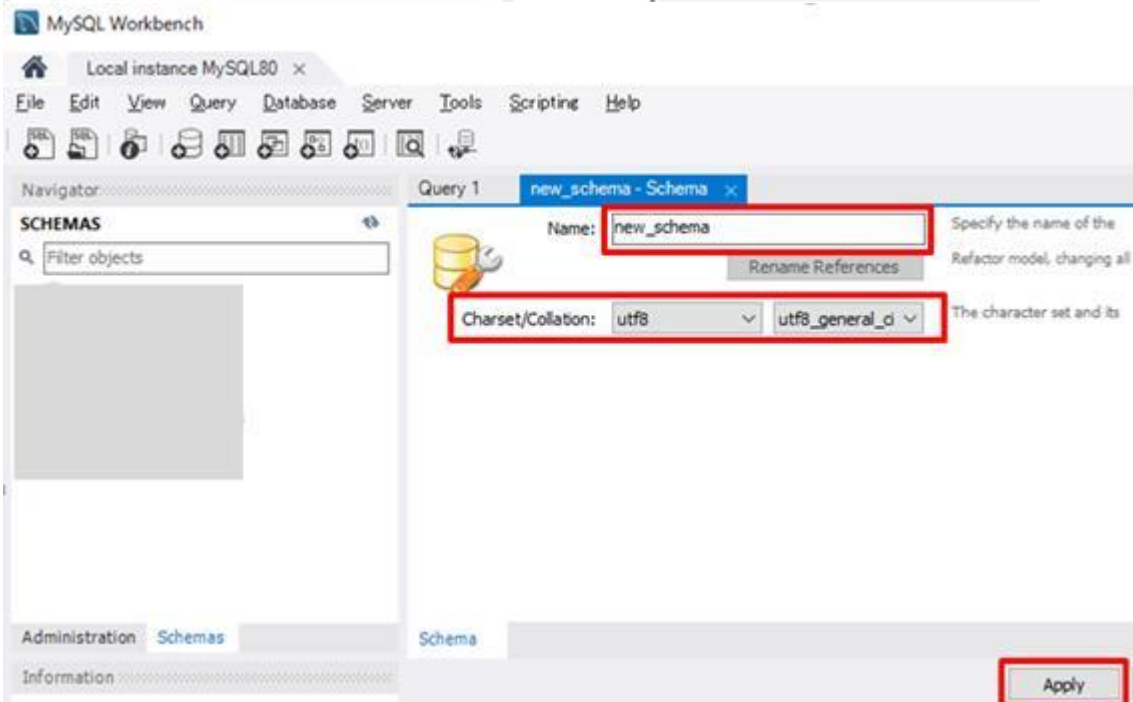 MySQL Workbench
Local instance MySQL80 ×
File Edit View Query Database Server Tools Scripting Help
Navigator
SCHEMAS
Filter objects
Query 1 new_schema - Schema ×
Name: new_schema
Specify the name of the
Rename References
Refactor model, changing all
Charset/Collation: utf8 utf8_general_ci
The character set and its
Administration Schemas
Schema
Information
Apply